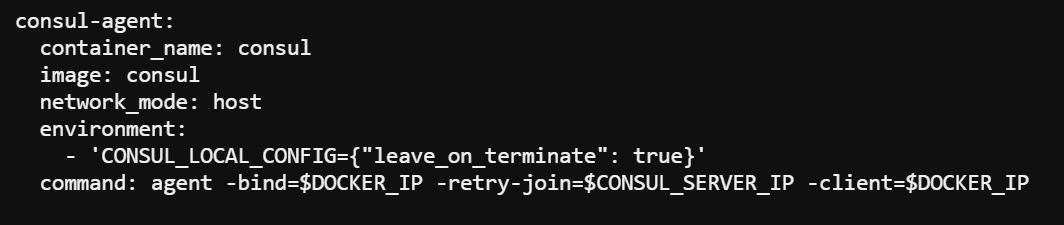 consul-agent:
  container_name: consul
  image: consul
  network_mode: host
  environment:
    - 'CONSUL_LOCAL_CONFIG={"leave_on_terminate": true}'
  command: agent -bind=$DOCKER_IP -retry-join=$CONSUL_SERVER_IP -client=$DOCKER_IP